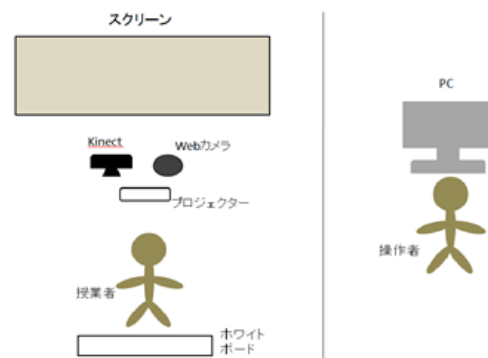 スクリーン
PC
Kinect
Webカメラ
プロジェクター
操作者
授業者
ホワイト
ボード